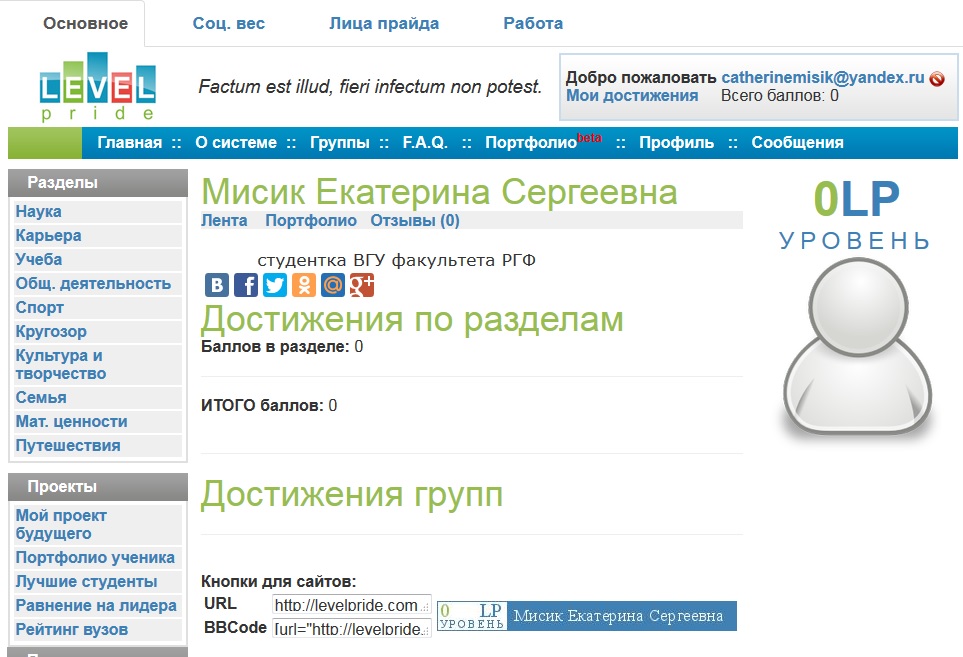 Основное Соц. вес Лица прайда Работа
LEVEL
pride
Factum est illud, fieri infectum non potest.
Добро пожаловать catherinemisik@yandex.ru
Мои достижения Всего баллов: 0
Главная :: О системе :: Группы :: F.A.Q. :: Портфолиоbeta :: Профиль :: Сообщения
Разделы
Наука
Карьера
Учеба
Общ. деятельность
Спорт
Кругозор
Культура и
творчество
Семья
Мат. ценности
Путешествия
Проекты
Мой проект
будущего
Портфолио ученика
Лучшие студенты
Равнение на лидера
Рейтинг вузов
Мисик Екатерина Сергеевна
Лента Портфолио Отзывы (0)
студентка ВГУ факультета РГФ
Достижения по разделам
Баллов в разделе: 0
ИТОГО баллов: 0
Достижения групп
Кнопки для сайтов:
URL http://levelpride.com
BBCode [url="http://levelpride.
0 LP
УРОВЕНЬ
Мисик Екатерина Сергеевна
0LP
УРОВЕНЬ